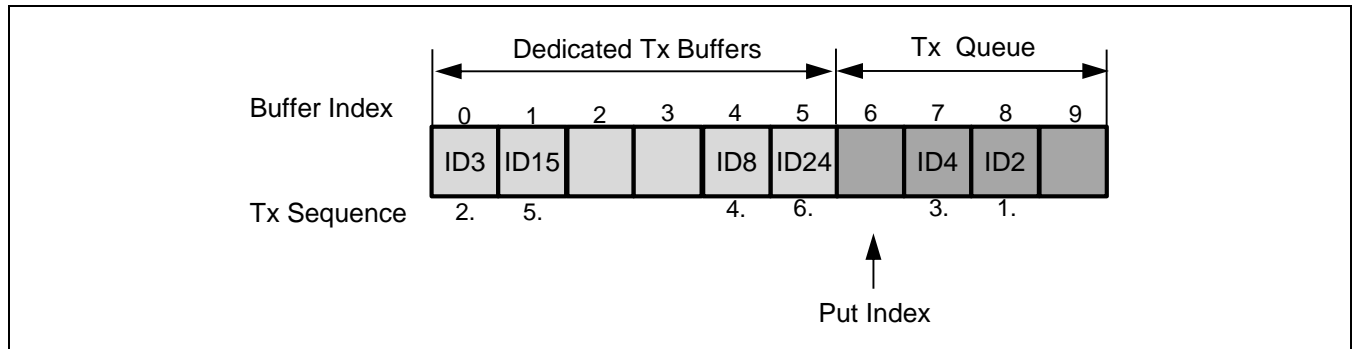 Dedicated Tx Buffers Tx Queue
Buffer Index 0 1 2 3 4 5 6 7 8 9
ID3 ID15 ID8 ID24 ID4 ID2
Tx Sequence 2. 5. 4. 6. 3. 1.
Put Index